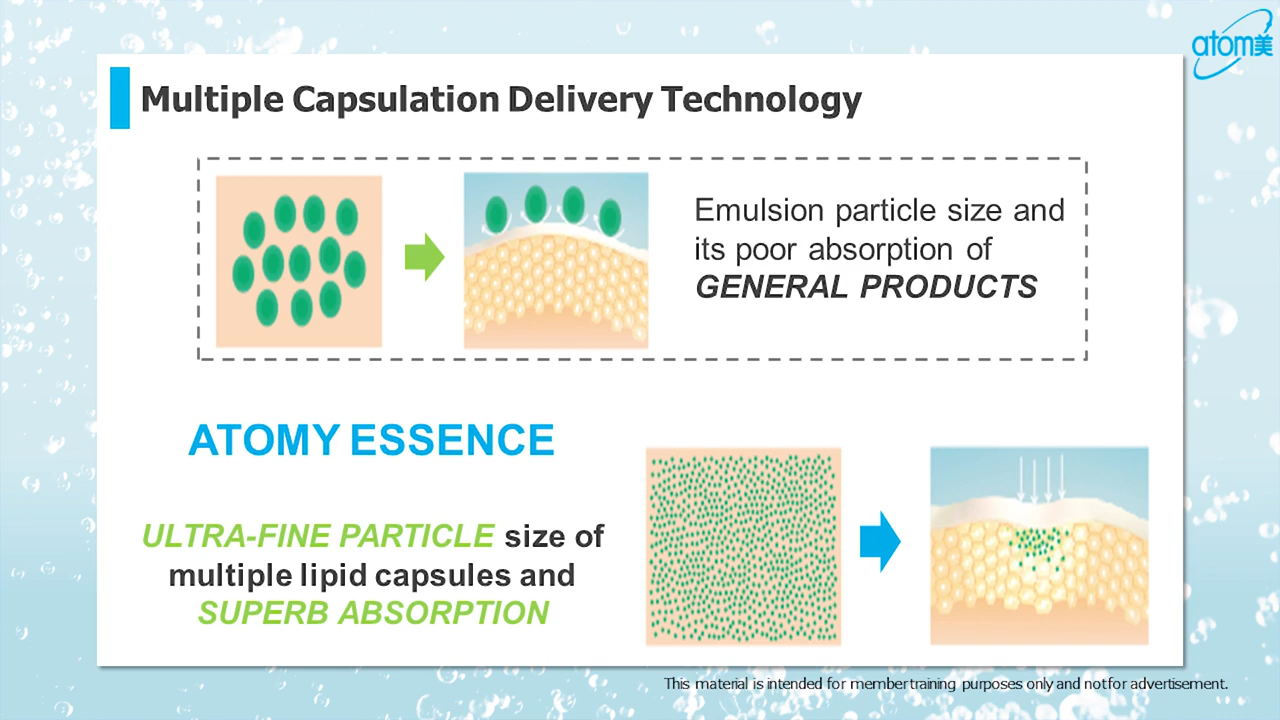 atom美
Multiple Capsulation Delivery Technology
Emulsion particle size and
its poor absorption of
GENERAL PRODUCTS
ATOMY ESSENCE
ULTRA-FINE PARTICLE size of
multiple lipid capsules and
SUPERB ABSORPTION
This material is intended for member training purposes only and not for advertisement.